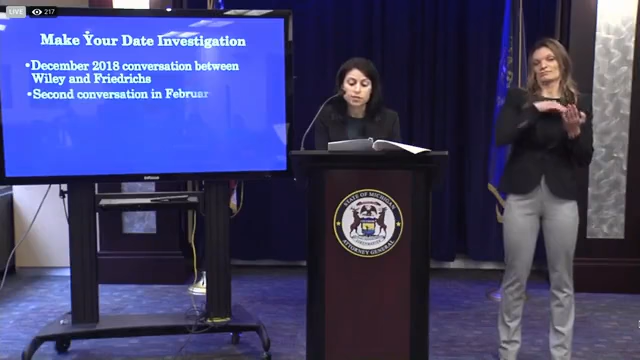 LIVE 217
Make Your Date Investigation
•December 2018 conversation between
Wiley and Friedrichs
•Second conversation in Februar
STATE OF MICHIGAN
ATTORNEY GENERAL